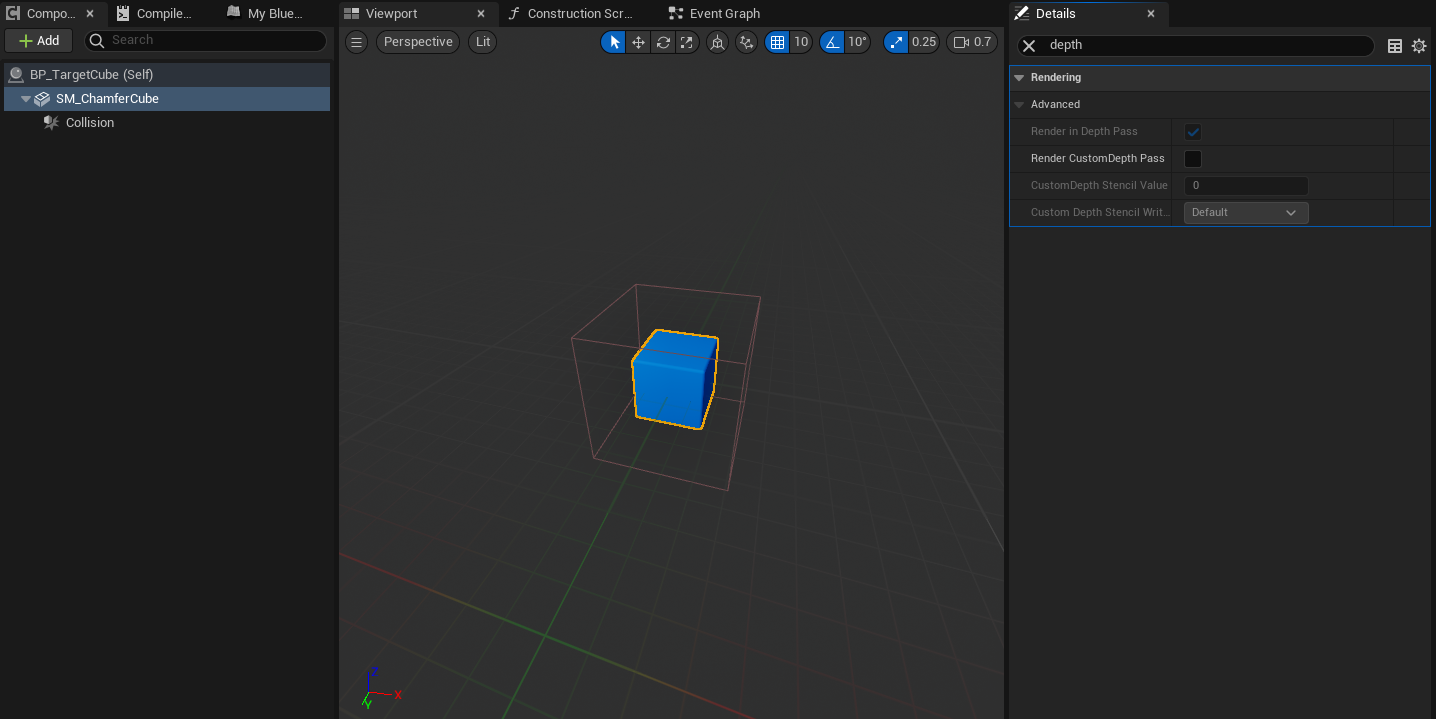 Compo...
Compile...
My Blue...
Viewport
Construction Scr...
Event Graph
Details
Add
Search
Perspective
Lit
10
10°
0.25
0.7
depth
BP_TargetCube (Self)
SM_ChamferCube
Collision
Rendering
Advanced
Render in Depth Pass
Render CustomDepth Pass
CustomDepth Stencil Value
0
Custom Depth Stencil Writ...
Default
Z
X
Y